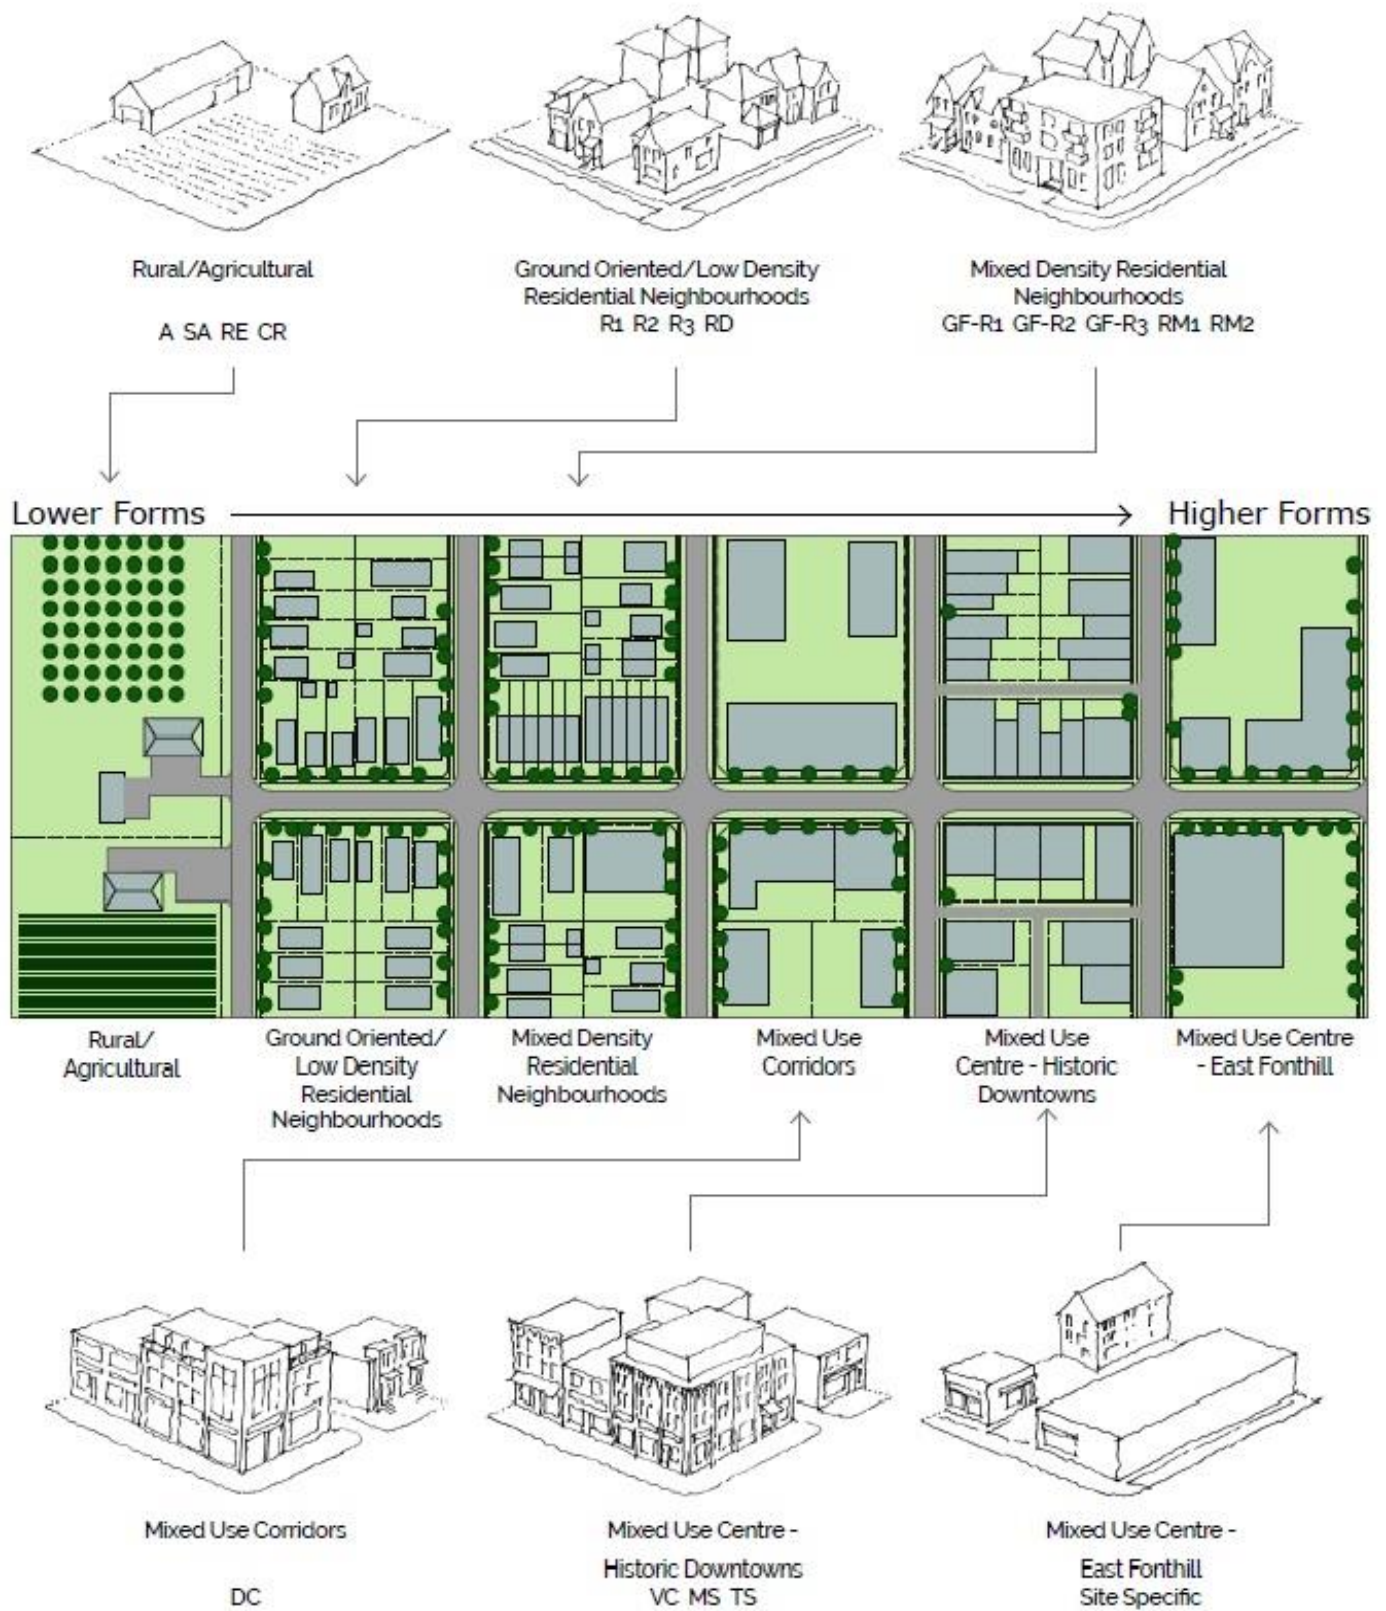 Rural/Agricultural
A SA RE CR
Ground Oriented/Low Density
Residential Neighbourhoods
R1 R2 R3 RD
Mixed Density Residential
Neighbourhoods
GF-R1 GF-R2 GF-R3 RM1 RM2
Lower Forms
Higher Forms
Rural/
Agricultural
Ground Oriented/
Low Density
Residential
Neighbourhoods
Mixed Density
Residential
Neighbourhoods
Mixed Use
Corridors
Mixed Use
Centre - Historic
Downtowns
Mixed Use Centre
- East Fonthill
Mixed Use Corridors
DC
Mixed Use Centre -
Historic Downtowns
VC MS TS
Mixed Use Centre -
East Fonthill
Site Specific